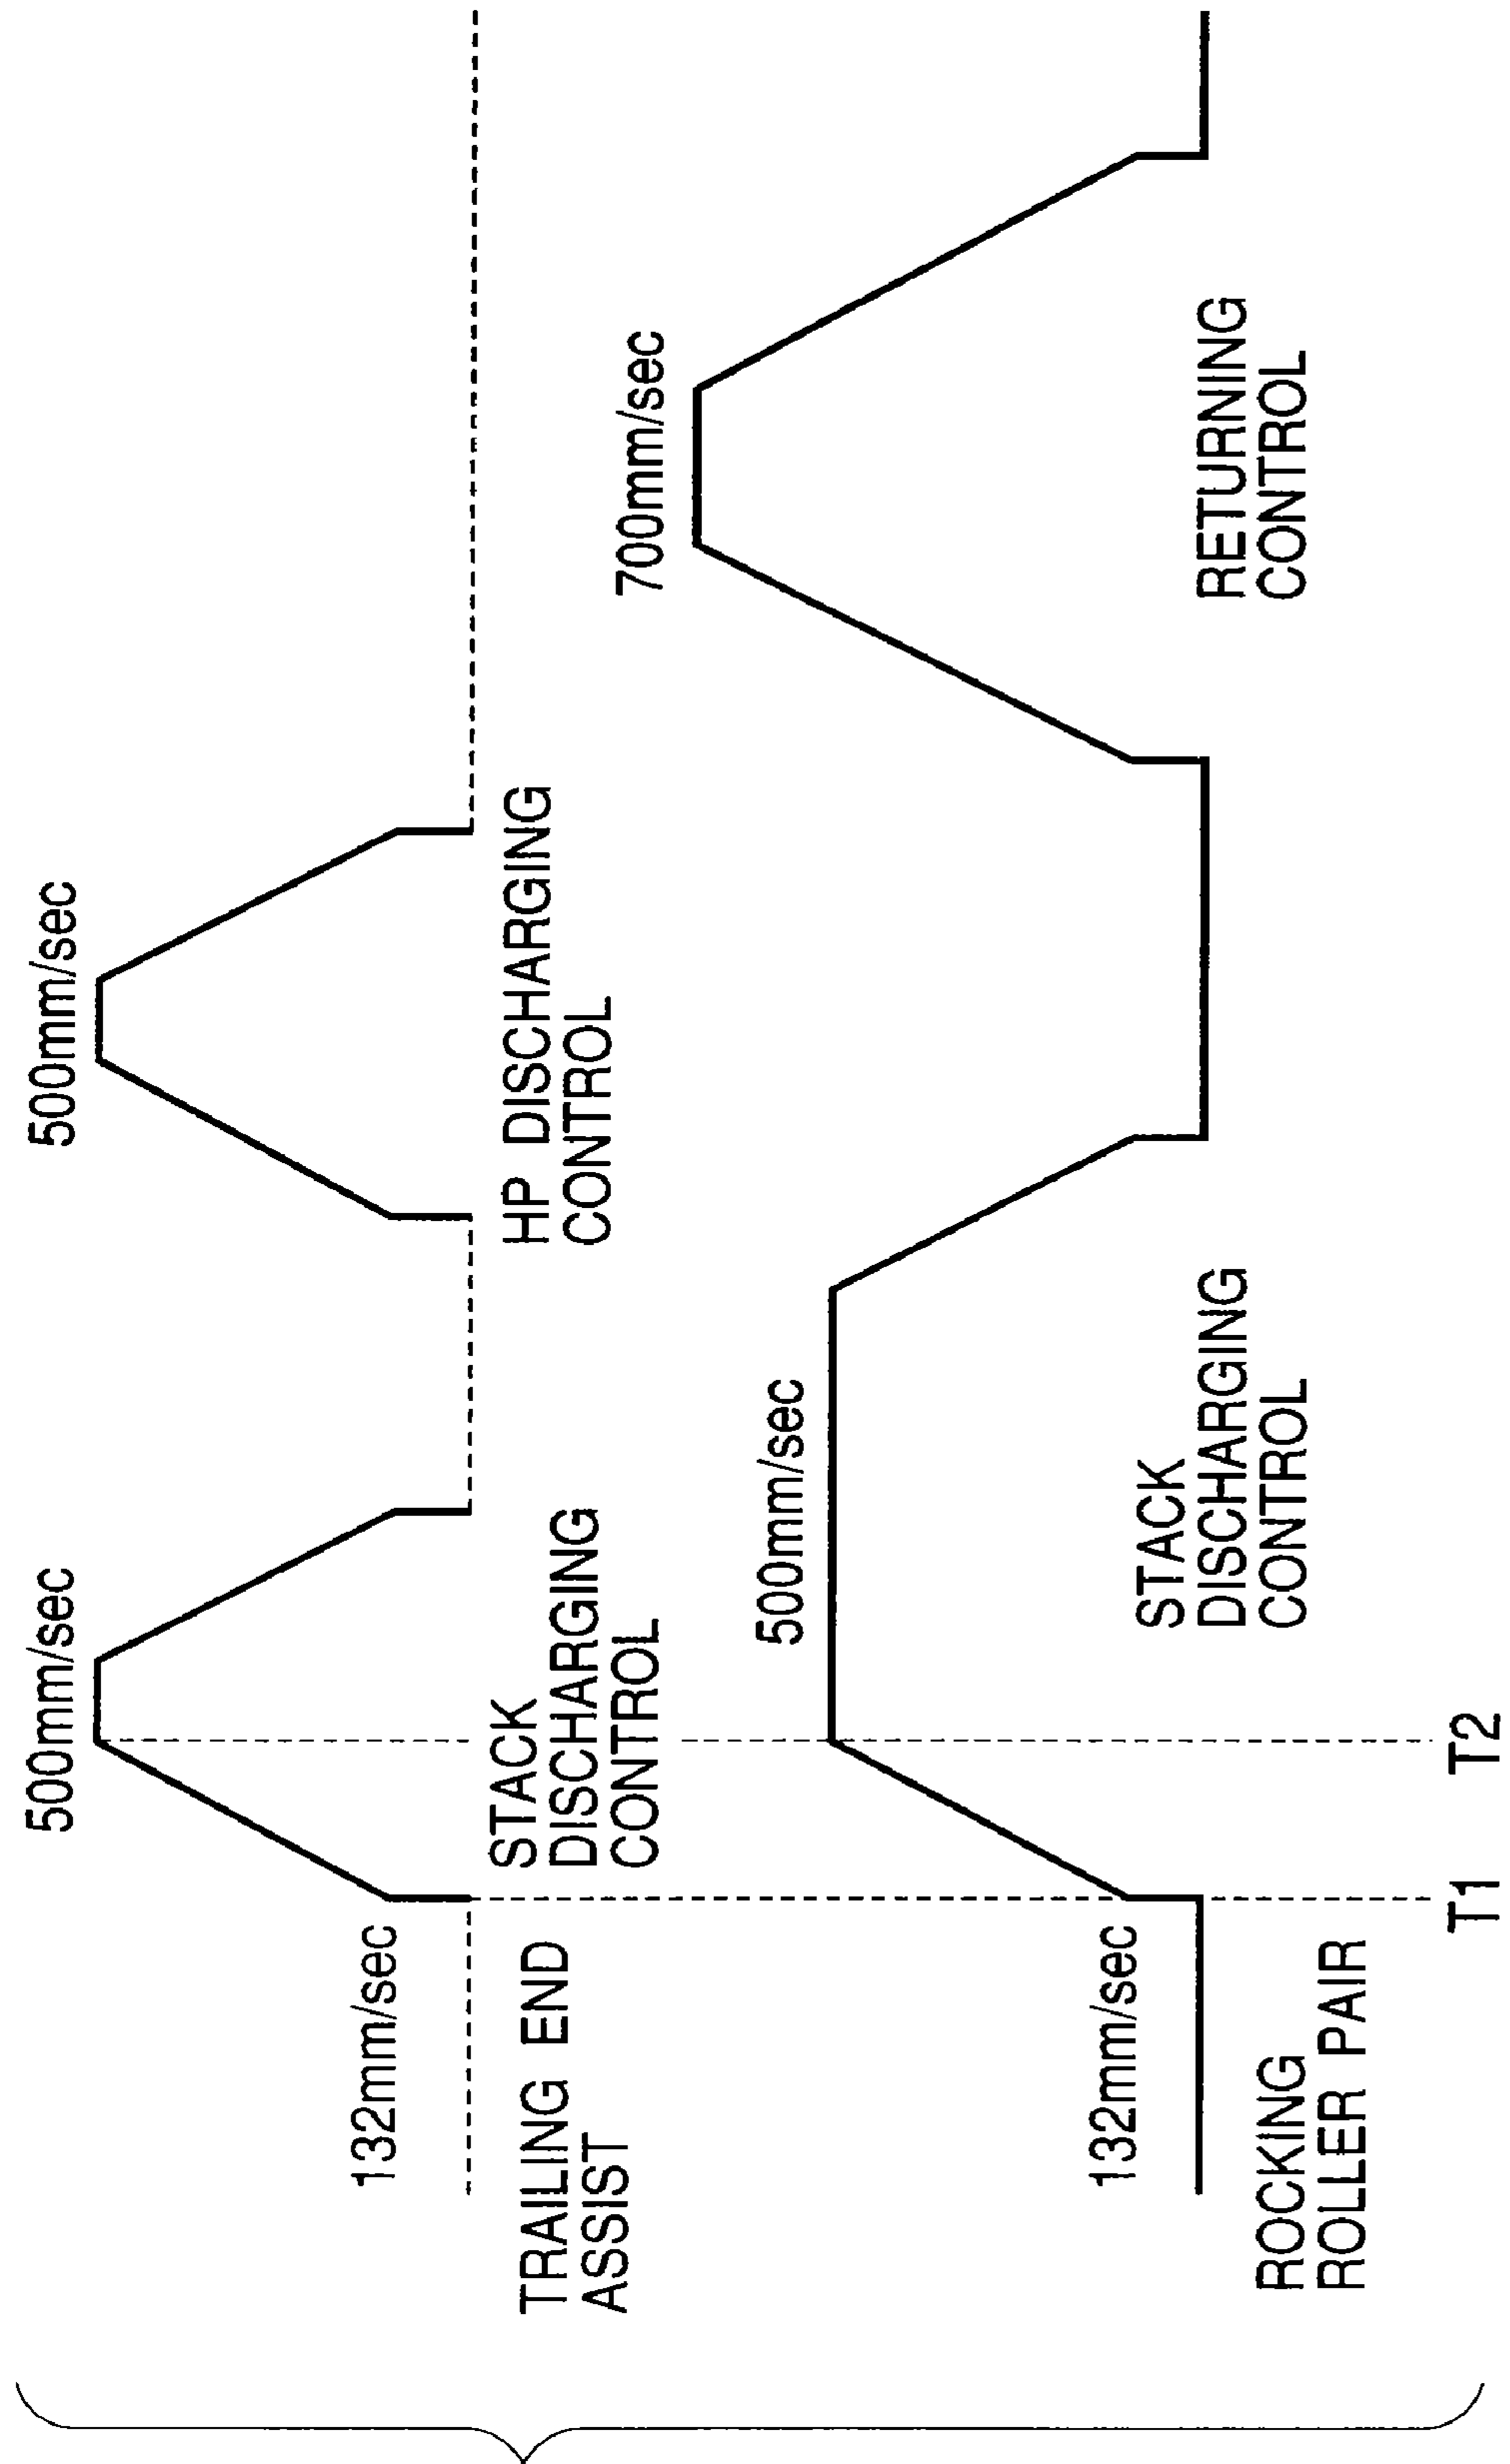 500mm/sec
500mm/sec
132mm/sec
TRAILING END
ASSIST
STACK
DISCHARGING
CONTROL
HP DISCHARGING
CONTROL
700mm/sec
500mm/sec
132mm/sec
ROCKING
ROLLER PAIR
STACK
DISCHARGING
CONTROL
RETURNING
CONTROL
T1
T2